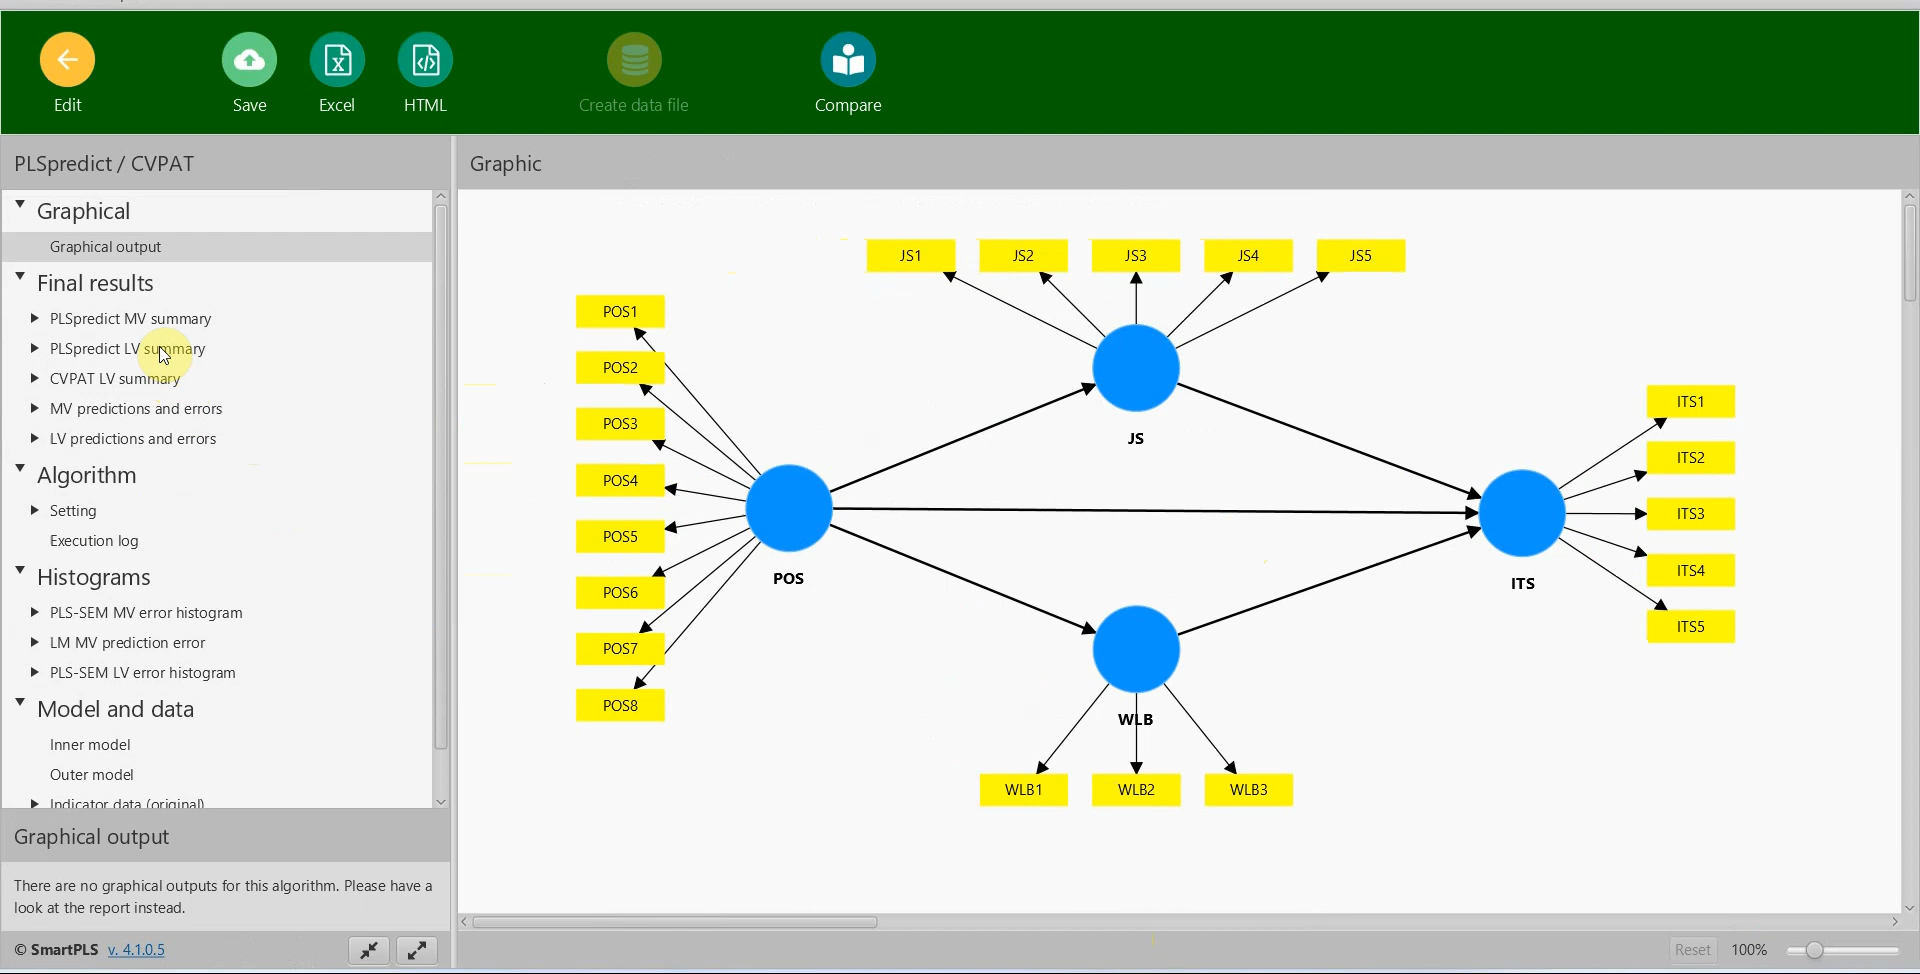 Edit
Save
Excel
HTML
Create data file
Compare
PLSpredict / CVPAT
Graphical
Graphical output
Final results
PLSpredict MV summary
PLSpredict LV summary
CVPAT LV summary
MV predictions and errors
LV predictions and errors
Algorithm
Setting
Execution log
Histograms
PLS-SEM MV error histogram
LM MV prediction error
PLS-SEM LV error histogram
Model and data
Inner model
Outer model
Indicator data (original)
Graphical output
There are no graphical outputs for this algorithm. Please have a
look at the report instead.
© SmartPLS v. 4.1.0.5
Graphic
JS1 JS2 JS3 JS4 JS5
POS1
POS2
POS3
POS4
POS5
POS6
POS7
POS8
JS
POS
WLB
WLB1 WLB2 WLB3
ITS1
ITS2
ITS3
ITS4
ITS5
ITS
Reset 100%